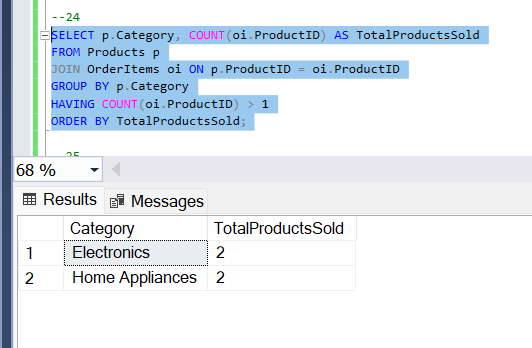 --24
SELECT p.Category, COUNT(oi.ProductID) AS TotalProductsSold
FROM Products p
JOIN OrderItems oi ON p.ProductID = oi.ProductID
GROUP BY p.Category
HAVING COUNT(oi.ProductID) > 1
ORDER BY TotalProductsSold;
68 %
Results Messages
Category TotalProductsSold
1 Electronics 2
2 Home Appliances 2